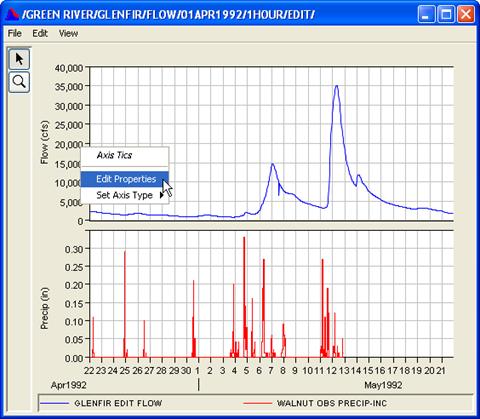 /GREEN RIVER/GLENFIR/FLOW/01APR1992/1HOUR/EDIT/
File Edit View
40,000
35,000
30,000
25,000
20,000
15,000
10,000
5,000
0
Flow (cfs)
Axis Tics
Edit Properties
Set Axis Type
0.30
0.25
0.20
0.15
0.10
0.05
0.00
Precip (in)
22 23 24 25 26 27 28 29 30 1 2 3 4 5 6 7 8 9 10 11 12 13 14 15 16 17 18 19 20 21
Apr1992 May1992
GLENFIR EDIT FLOW WALNUT OBS PRECIP-INC